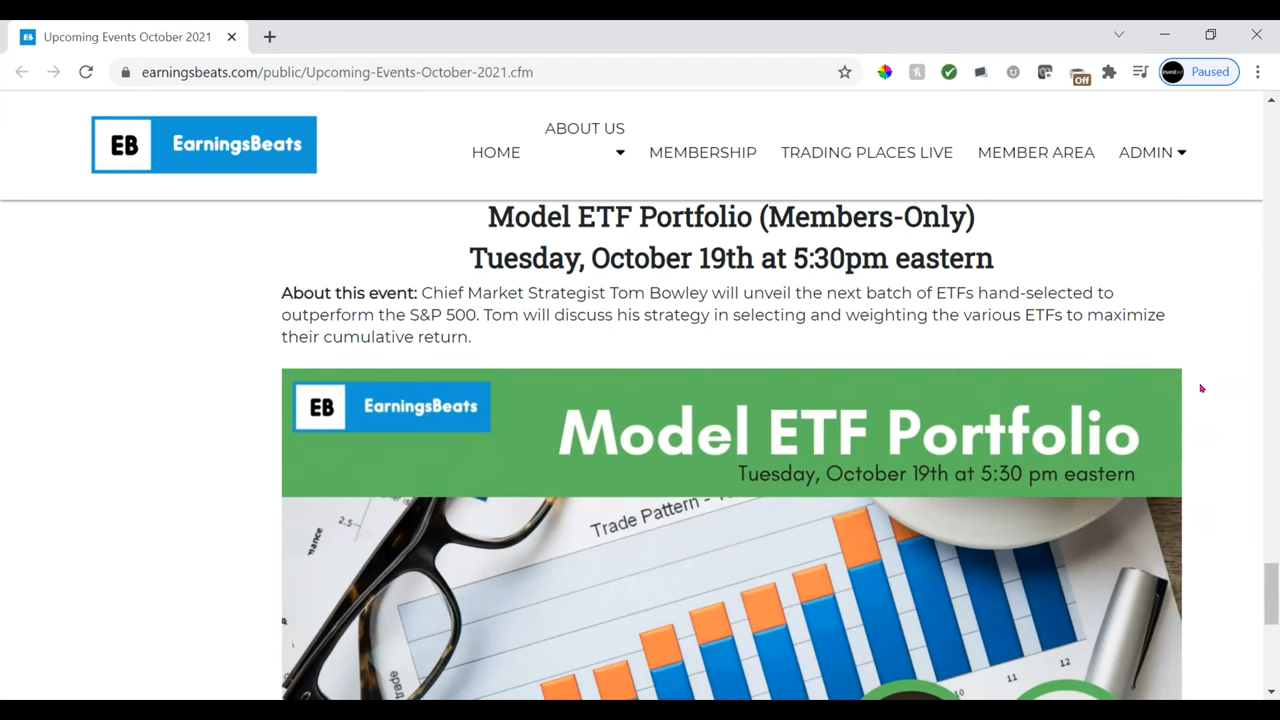 EB Upcoming Events October 2021
earningsbeats.com/public/Upcoming-Events-October2021.cfm
Off
Paused
EB EarningsBeats
HOME
ABOUT US
MEMBERSHIP
TRADING PLACES LIVE
MEMBER AREA
ADMIN
Model ETF Portfolio (Members-Only)
Tuesday, October 19th at 5:30pm eastern
About this event: Chief Market Strategist Tom Bowley will unveil the next batch of ETFs hand-selected to
outperform the S&P 500. Tom will discuss his strategy in selecting and weighting the various ETFs to maximize
their cumulative return.
EB EarningsBeats
Model ETF Portfolio
Tuesday, October 19th at 5:30 pm eastern
2.5
Trade Pattern -
trade
10
11
12